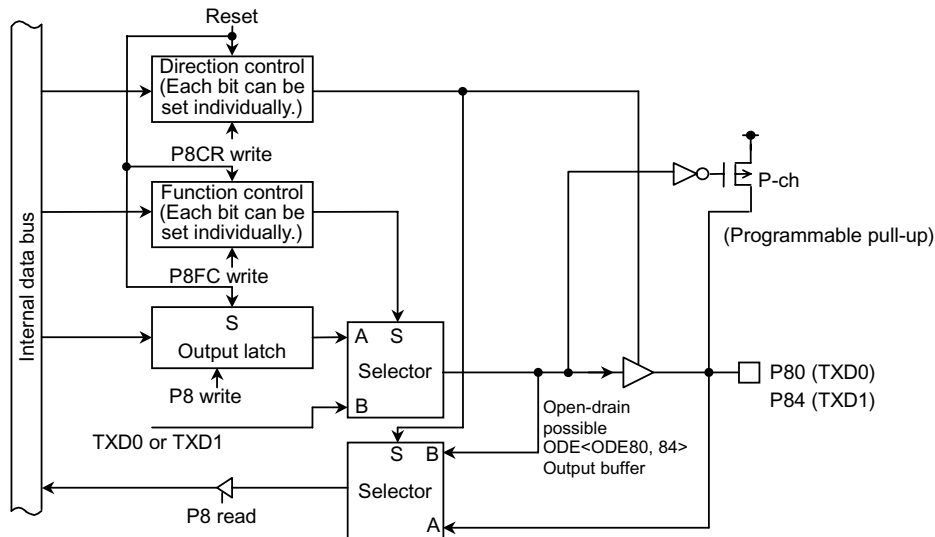 Reset
Direction control
(Each bit can be
set individually.)
P8CR write
Function control
(Each bit can be
set individually.)
P8FC write
S
Output latch
P8 write
TXD0 or TXD1
Internal data bus
A S
Selector
B
P-ch
(Programmable pull-up)
P80 (TXD0)
P84 (TXD1)
Open-drain
possible
ODE<ODE80, 84>
Output buffer
S B
Selector
A
P8 read